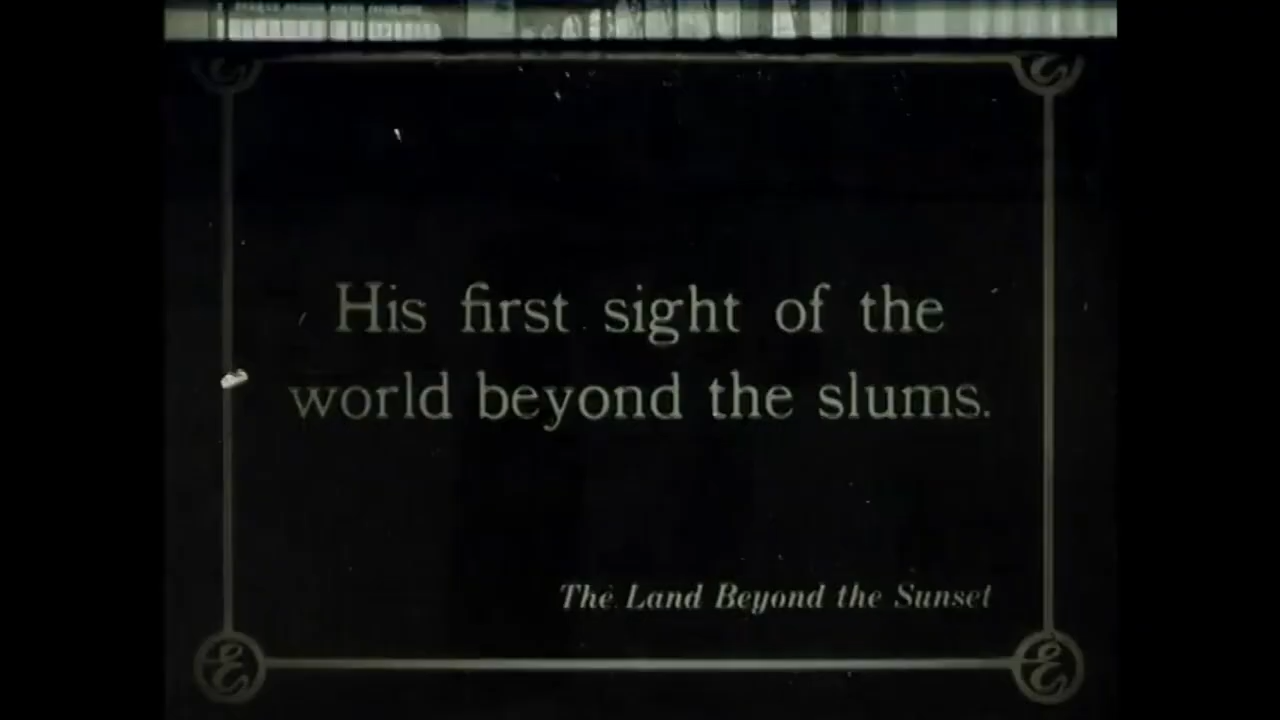 His first sight of the
world beyond the slums.
The Land Beyond the Sunset
E E